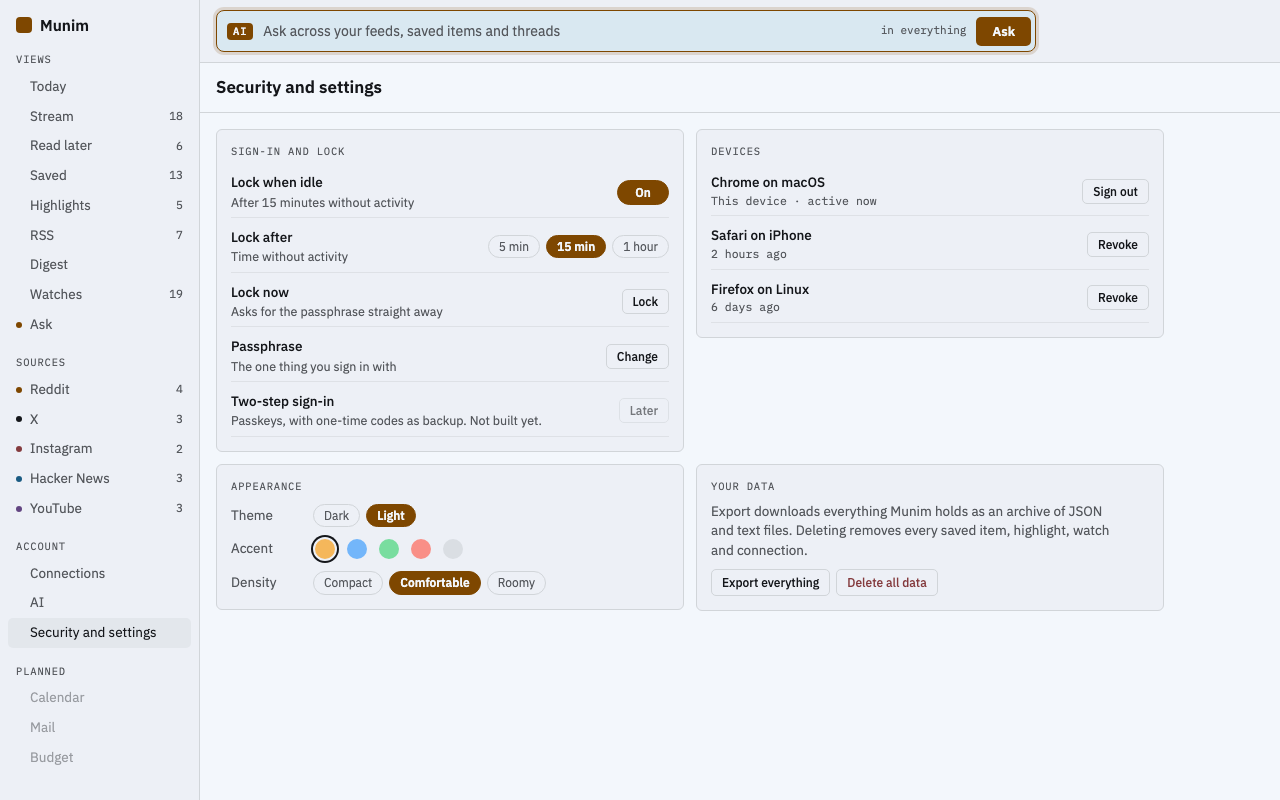 Munim
VIEWS
Today
Stream 18
Read later 6
Saved 13
Highlights 5
RSS 7
Digest
Watches 19
Ask
SOURCES
Reddit 4
X 3
Instagram 2
Hacker News 3
YouTube 3
ACCOUNT
Connections
AI
Security and settings
PLANNED
Calendar
Mail
Budget
AI Ask across your feeds, saved items and threads in everything Ask
Security and settings
SIGN-IN AND LOCK
Lock when idle
After 15 minutes without activity
On
Lock after
Time without activity
5 min 15 min 1 hour
Lock now
Asks for the passphrase straight away
Lock
Passphrase
The one thing you sign in with
Change
Two-step sign-in
Passkeys, with one-time codes as backup. Not built yet.
Later
DEVICES
Chrome on macOS
This device · active now
Sign out
Safari on iPhone
2 hours ago
Revoke
Firefox on Linux
6 days ago
Revoke
APPEARANCE
Theme Dark Light
Accent
Density Compact Comfortable Roomy
YOUR DATA
Export downloads everything Munim holds as an archive of JSON
and text files. Deleting removes every saved item, highlight, watch
and connection.
Export everything Delete all data